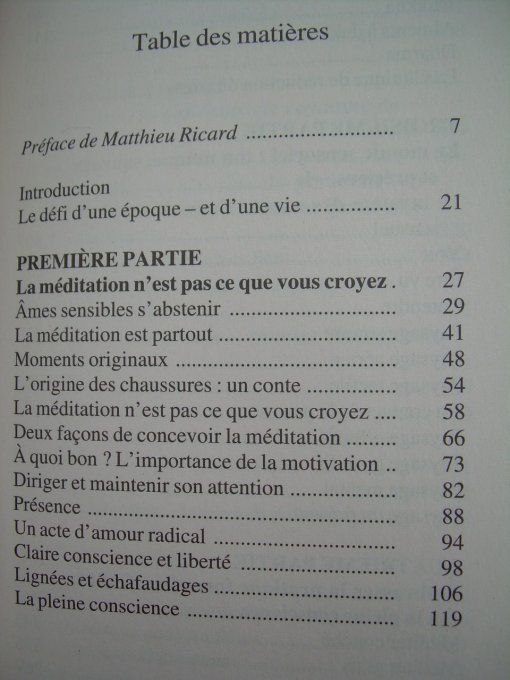 Table des matières
Préface de Matthieu Ricard ............................ 7
Introduction
Le défi d'une époque – et d'une vie ................ 21
PREMIÈRE PARTIE
La méditation n'est pas ce que vous croyez . 27
Âmes sensibles s'abstenir ............................. 29
La méditation est partout ............................. 41
Moments originaux ..................................... 48
L'origine des chaussures : un conte ............... 54
La méditation n'est pas ce que vous croyez ...... 58
Deux façons de concevoir la méditation ......... 66
À quoi bon ? L'importance de la motivation .. 73
Diriger et maintenir son attention .................. 82
Présence ..................................................... 88
Un acte d'amour radical ............................... 94
Claire conscience et liberté ........................... 98
Lignées et échafaudages .............................. 106
La pleine conscience ................................... 119